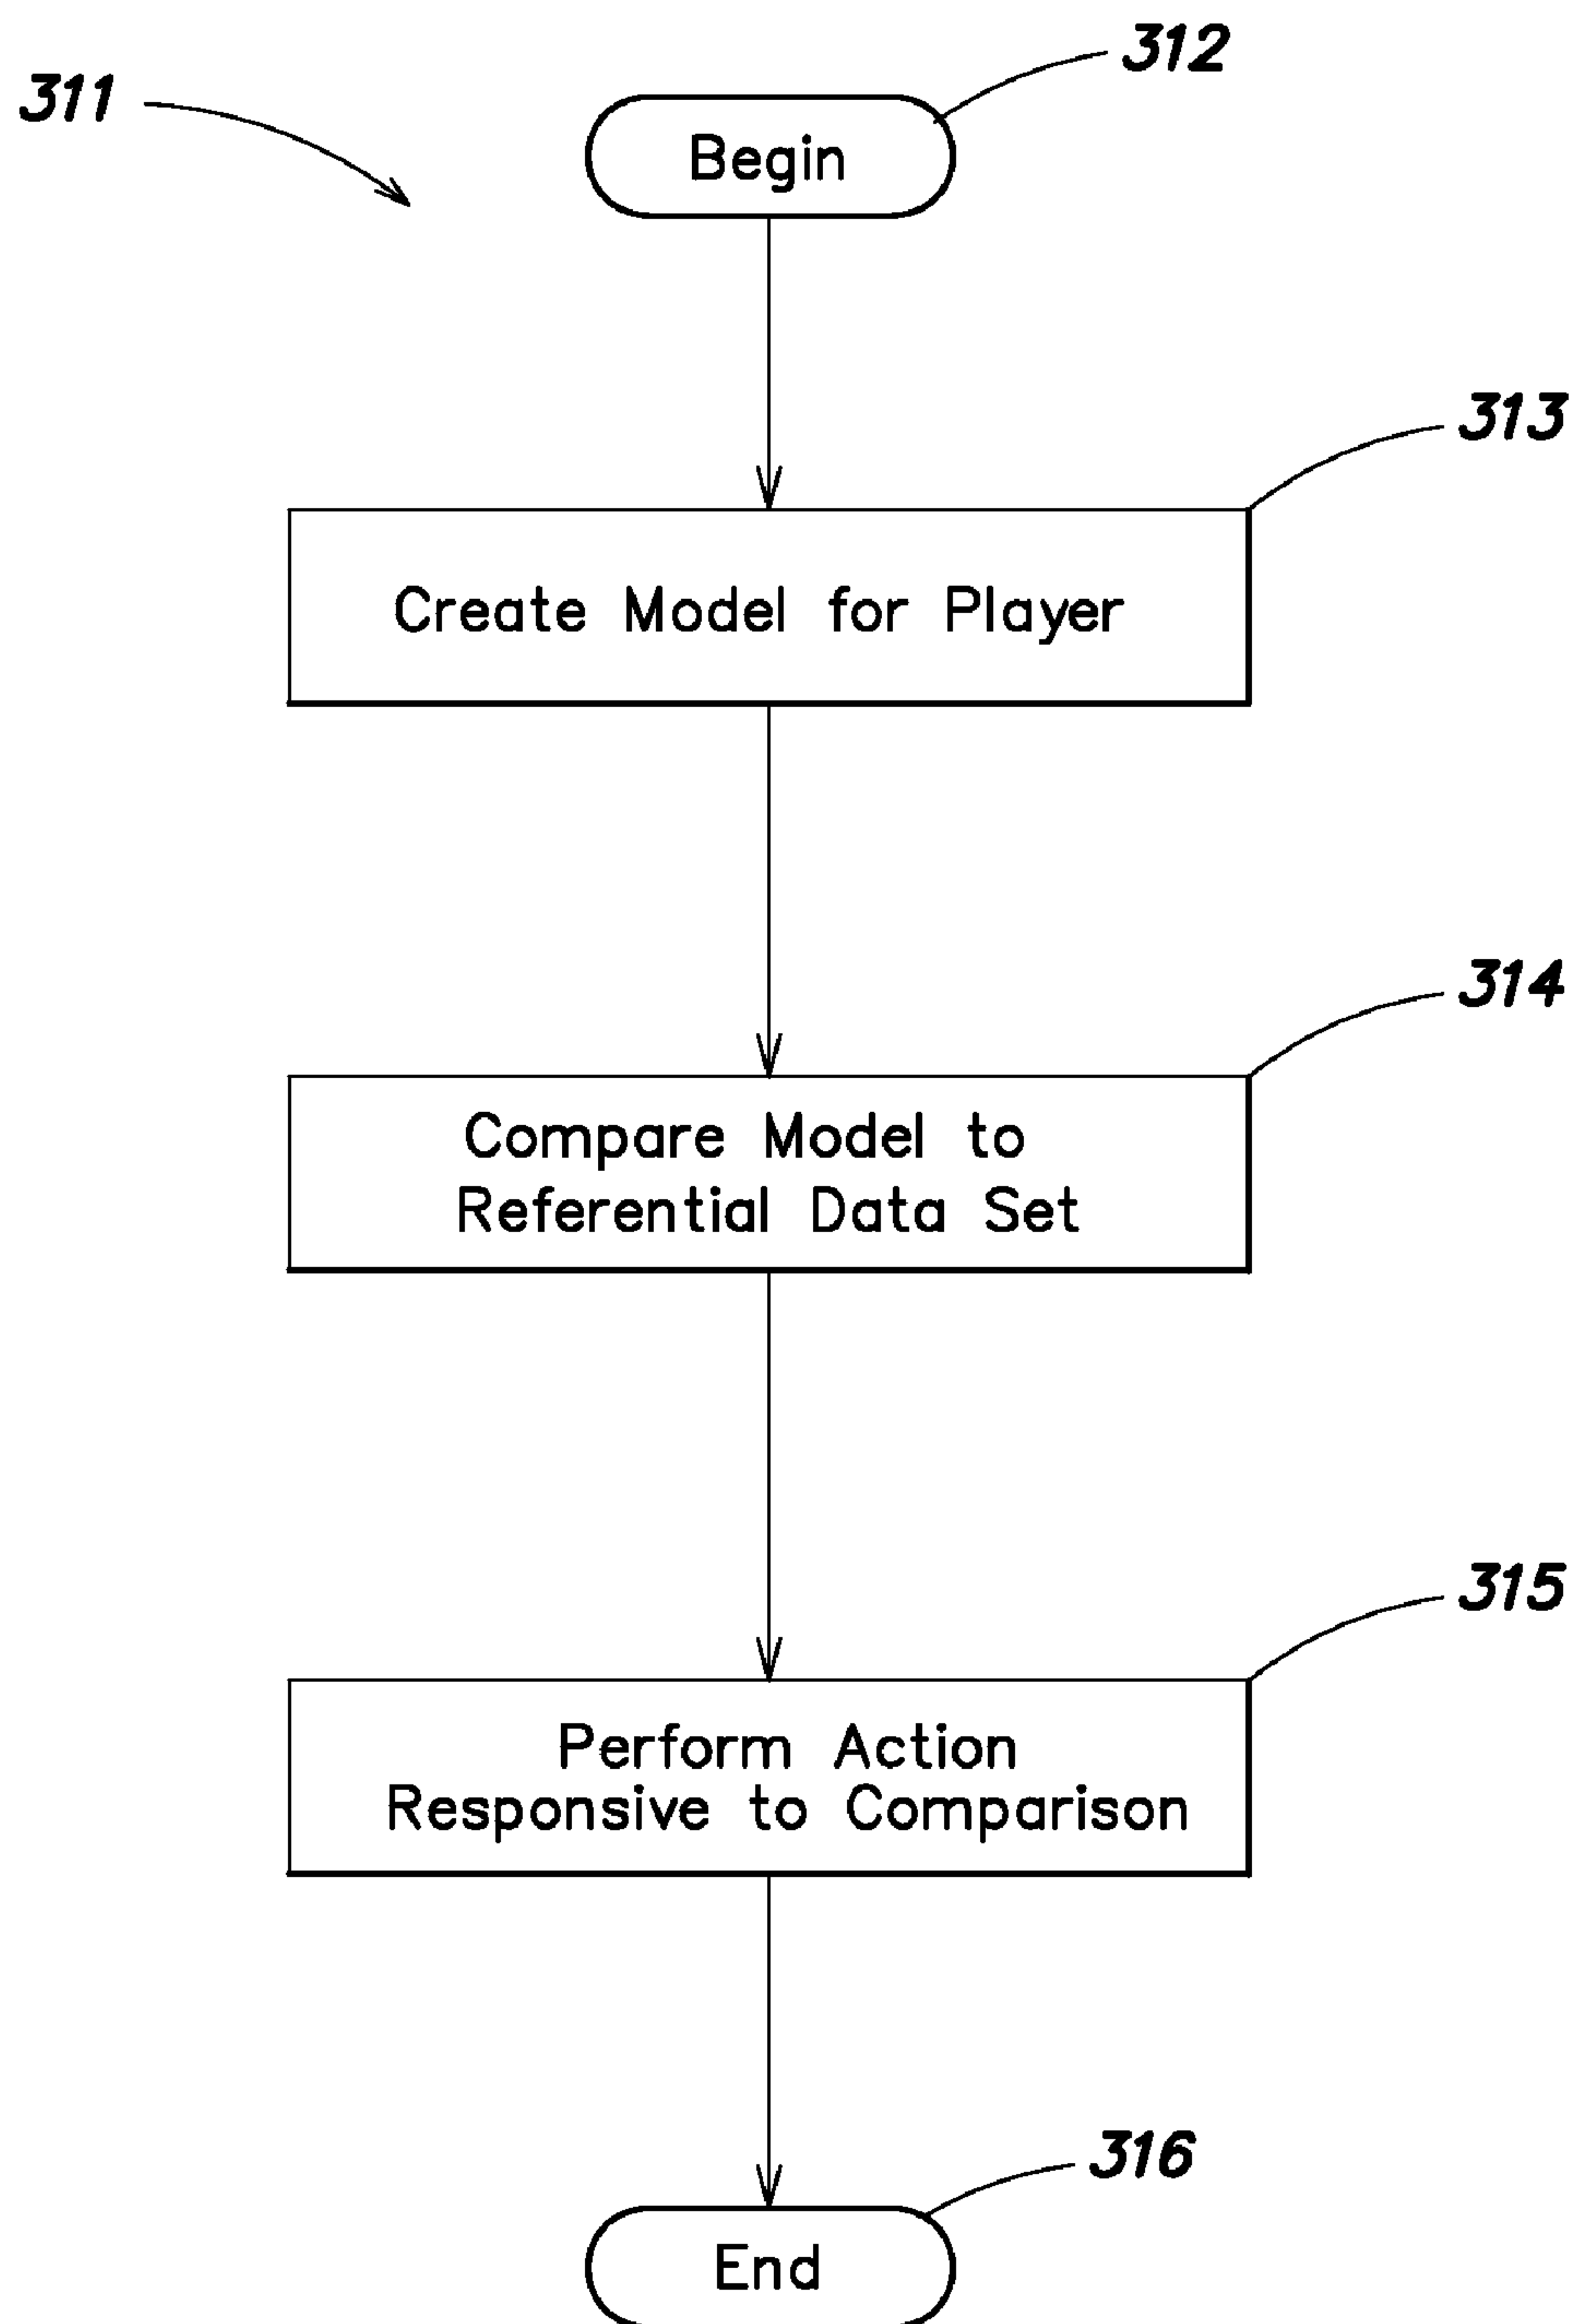 311
312
Begin
313
Create Model for Player
314
Compare Model to
Referential Data Set
315
Perform Action
Responsive to Comparison
316
End